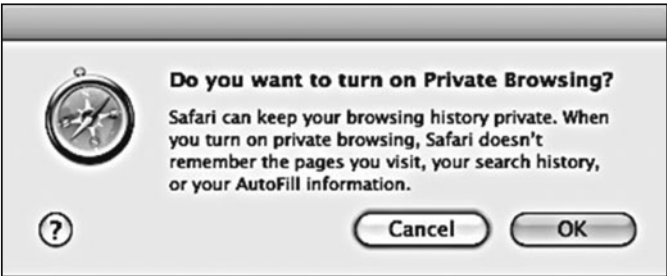 Do you want to turn on Private Browsing?
Safari can keep your browsing history private. When
you turn on private browsing, Safari doesn't
remember the pages you visit, your search history,
or your AutoFill information.
? Cancel OK